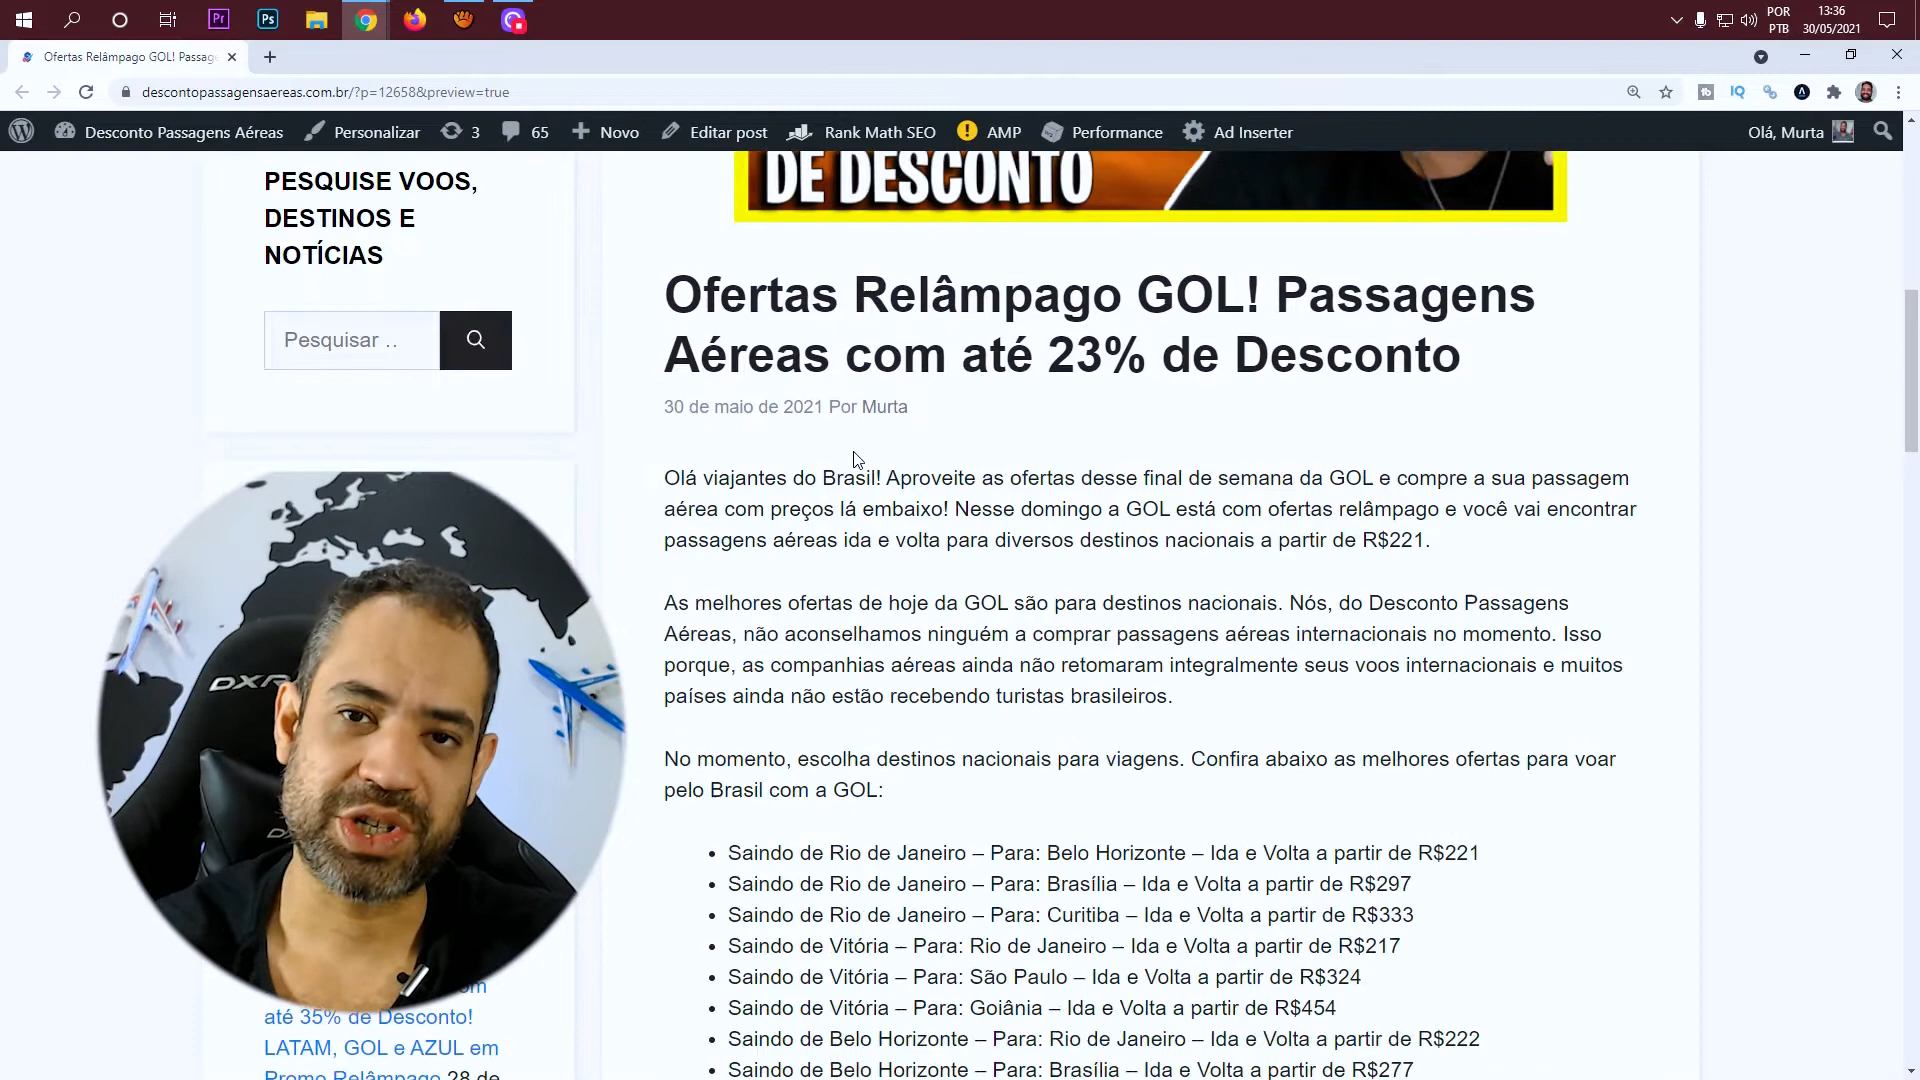 Pr
Ps
POR
PTB
13:36
30/05/2021
Ofertas Relâmpago GOL! Passage
descontopassagensaereas.com.br/?p=12658&preview=true
IQ
Desconto Passagens Aéreas
Personalizar
3
65
Novo
Editar post
Rank Math SEO
AMP
Performance
Ad Inserter
Olá, Murta
DE DESCONTO
PESQUISE VOOS,
DESTINOS E
NOTÍCIAS
Pesquisar ..
Ofertas Relâmpago GOL! Passagens
Aéreas com até 23% de Desconto
30 de maio de 2021 Por Murta
Olá viajantes do Brasil! Aproveite as ofertas desse final de semana da GOL e compre a sua passagem
aérea com preços lá embaixo! Nesse domingo a GOL está com ofertas relâmpago e você vai encontrar
passagens aéreas ida e volta para diversos destinos nacionais a partir de R$221.
As melhores ofertas de hoje da GOL são para destinos nacionais. Nós, do Desconto Passagens
Aéreas, não aconselhamos ninguém a comprar passagens aéreas internacionais no momento. Isso
porque, as companhias aéreas ainda não retomaram integralmente seus voos internacionais e muitos
países ainda não estão recebendo turistas brasileiros.
No momento, escolha destinos nacionais para viagens. Confira abaixo as melhores ofertas para voar
pelo Brasil com a GOL:
• Saindo de Rio de Janeiro – Para: Belo Horizonte – Ida e Volta a partir de R$221
• Saindo de Rio de Janeiro – Para: Brasília – Ida e Volta a partir de R$297
• Saindo de Rio de Janeiro – Para: Curitiba – Ida e Volta a partir de R$333
• Saindo de Vitória – Para: Rio de Janeiro – Ida e Volta a partir de R$217
• Saindo de Vitória – Para: São Paulo – Ida e Volta a partir de R$324
• Saindo de Vitória – Para: Goiânia – Ida e Volta a partir de R$454
• Saindo de Belo Horizonte – Para: Rio de Janeiro – Ida e Volta a partir de R$222
• Saindo de Belo Horizonte – Para: Brasília – Ida e Volta a partir de R$277
DXR
om
até 35% de Desconto!
LATAM, GOL e AZUL em
Promo Relâmpago 28 de